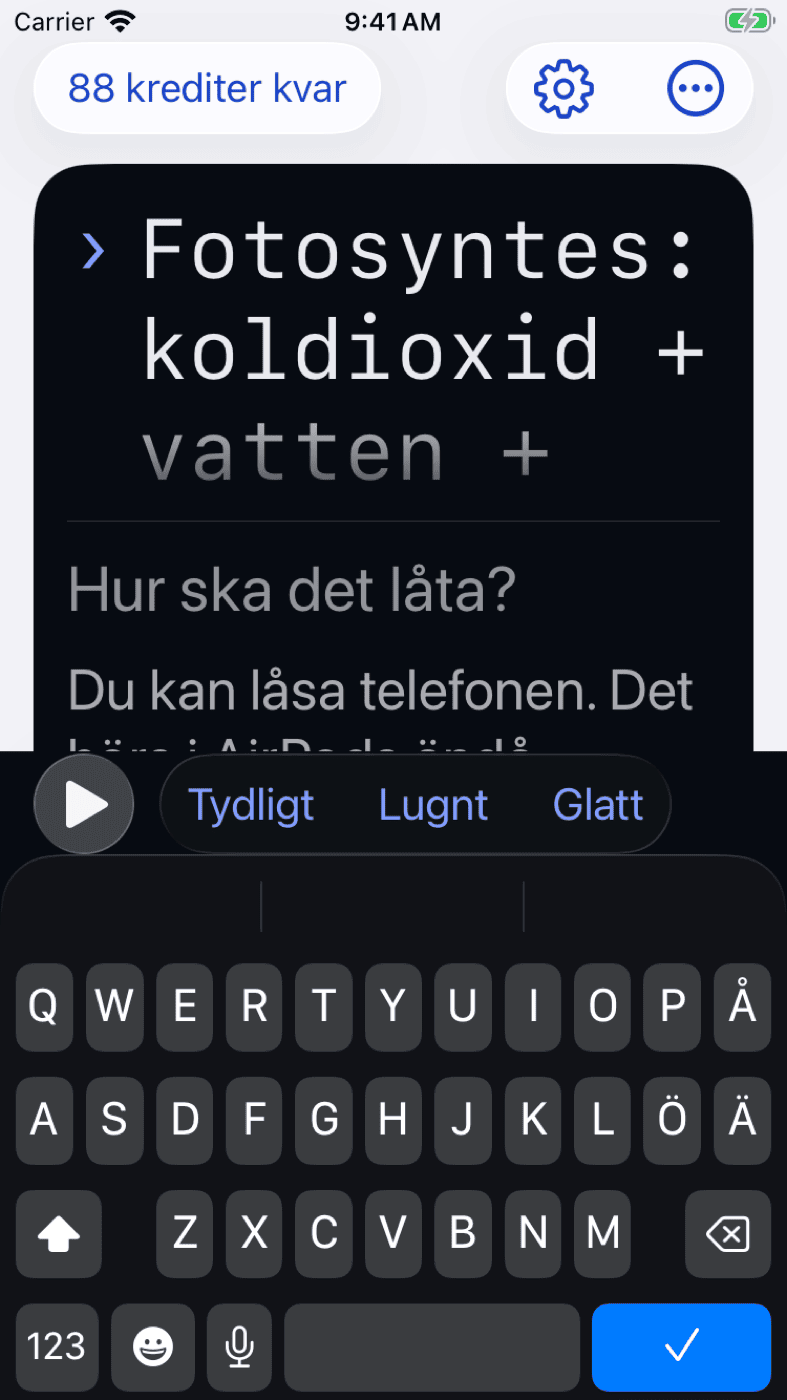 Carrier 9:41 AM
88 krediter kvar
› Fotosyntes:
koldioxid +
vatten +
Hur ska det låta?
Du kan låsa telefonen. Det
Tydligt Lugnt Glatt
Q W E R T Y U I O P Å
A S D F G H J K L Ö Ä
Z X C V B N M
123